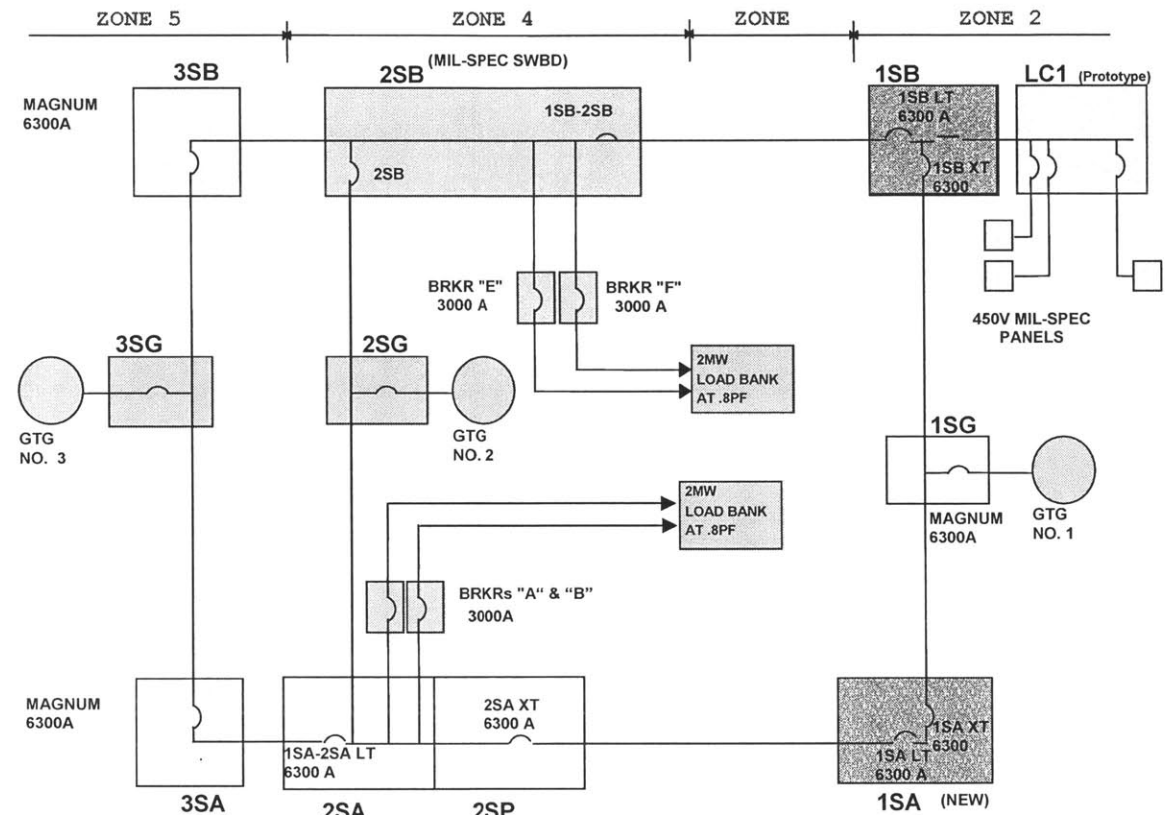 ZONE 5 ZONE 4 ZONE ZONE 2
(MIL-SPEC SWBD)
3SB 2SB 1SB LC1 (Prototype)
MAGNUM
6300A
1SB-2SB
2SB
1SB LT
6300 A
1SB XT
6300
BRKR "E"
3000 A
BRKR "F"
3000 A
450V MIL-SPEC
PANELS
3SG 2SG
2MW
LOAD BANK
AT .8PF
GTG
NO. 3
GTG
NO. 2
1SG
MAGNUM
6300A
GTG
NO. 1
2MW
LOAD BANK
AT .8PF
BRKRs "A" & "B"
3000A
MAGNUM
6300A
1SA-2SA LT
6300 A
2SA XT
6300 A
1SA XT
6300
1SA LT
6300 A
3SA 2SA 2SP 1SA (NEW)